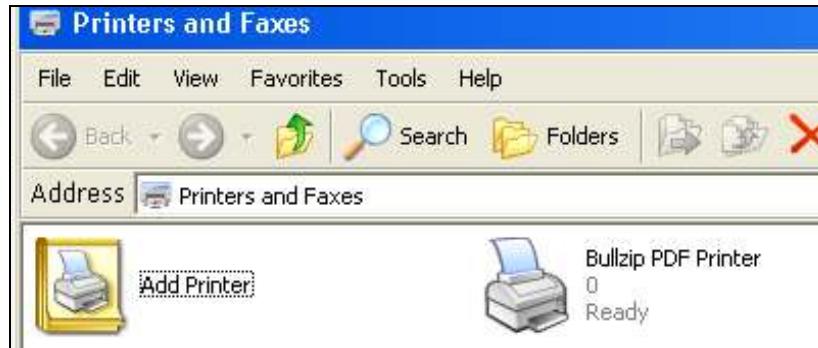 Printers and Faxes
File Edit View Favorites Tools Help
Back Search Folders
Address Printers and Faxes
Add Printer
Bullzip PDF Printer
0
Ready